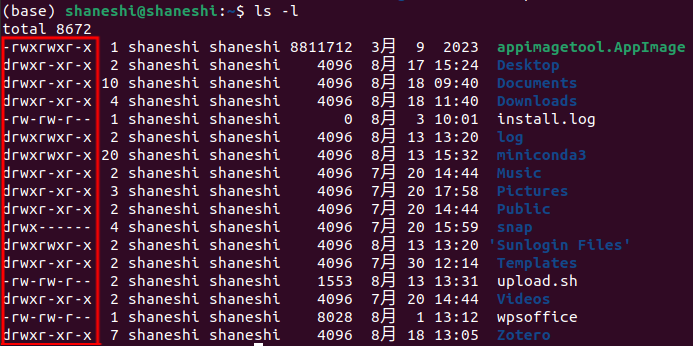 (base) shaneshi@shaneshi:~$ ls -l
total 8672
-rwxrwxr-x 1 shaneshi shaneshi 8811712 3月 9 2023 appimagetool.AppImage
drwxr-xr-x 2 shaneshi shaneshi 4096 8月 17 15:24 Desktop
drwxr-xr-x 10 shaneshi shaneshi 4096 8月 18 09:40 Documents
drwxr-xr-x 4 shaneshi shaneshi 4096 8月 18 11:40 Downloads
-rw-rw-r-- 1 shaneshi shaneshi 0 8月 3 10:01 install.log
drwxrwxr-x 2 shaneshi shaneshi 4096 8月 13 13:20 log
drwxrwxr-x 20 shaneshi shaneshi 4096 8月 13 15:32 miniconda3
drwxr-xr-x 2 shaneshi shaneshi 4096 7月 20 14:44 Music
drwxr-xr-x 3 shaneshi shaneshi 4096 7月 20 17:58 Pictures
drwxr-xr-x 2 shaneshi shaneshi 4096 7月 20 14:44 Public
drwx------ 4 shaneshi shaneshi 4096 7月 20 15:59 snap
drwxrwxr-x 2 shaneshi shaneshi 4096 8月 13 13:20 'Sunlogin Files'
drwxr-xr-x 2 shaneshi shaneshi 4096 7月 30 12:14 Templates
-rw-rw-r-- 2 shaneshi shaneshi 1553 8月 13 13:31 upload.sh
drwxr-xr-x 2 shaneshi shaneshi 4096 7月 20 14:44 Videos
-rw-rw-r-- 1 shaneshi shaneshi 8028 8月 1 13:12 wpsoffice
drwxr-xr-x 7 shaneshi shaneshi 4096 8月 18 13:05 Zotero